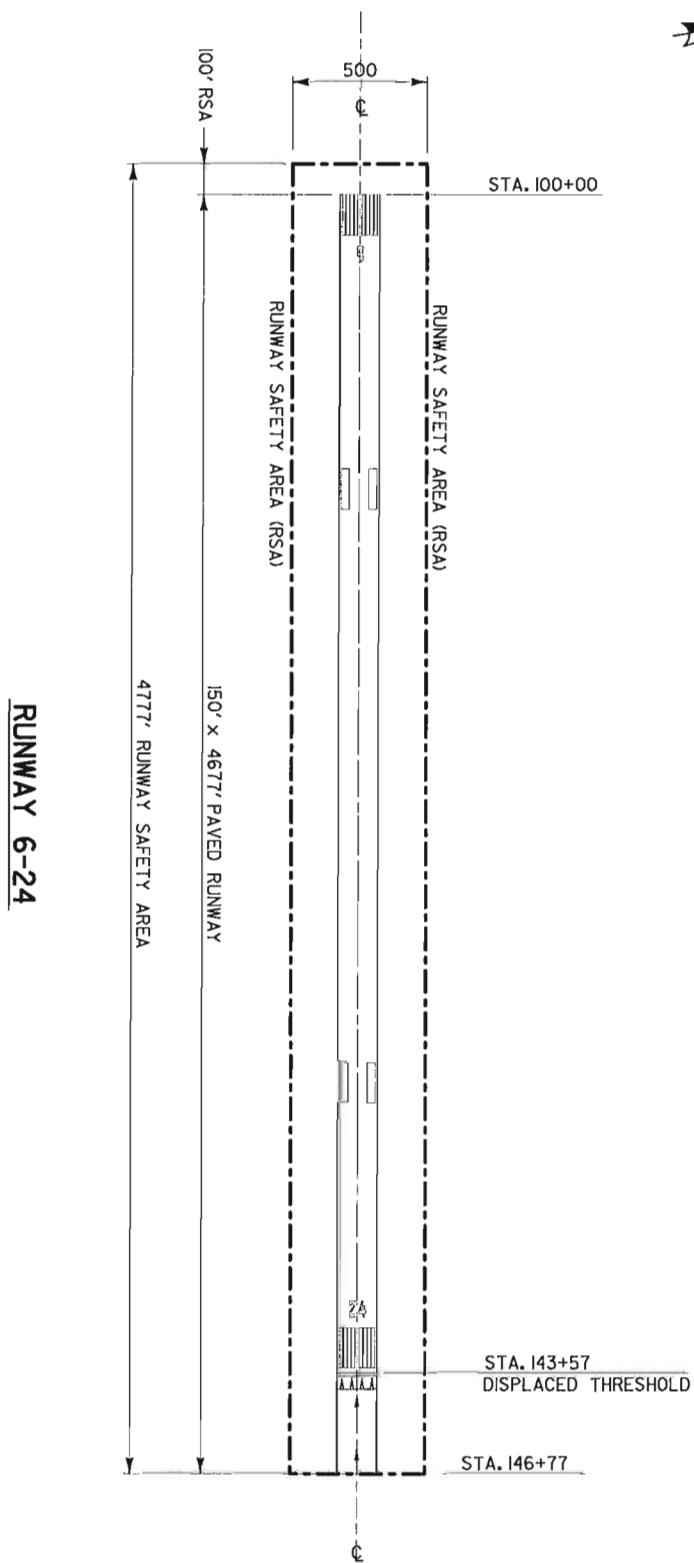 500
℄
100' RSA
STA. 100+00
6
RUNWAY SAFETY AREA (RSA)
RUNWAY SAFETY AREA (RSA)
150' x 4677' PAVED RUNWAY
4777' RUNWAY SAFETY AREA
RUNWAY 6-24
24
STA. 143+57
DISPLACED THRESHOLD
STA. 146+77
℄